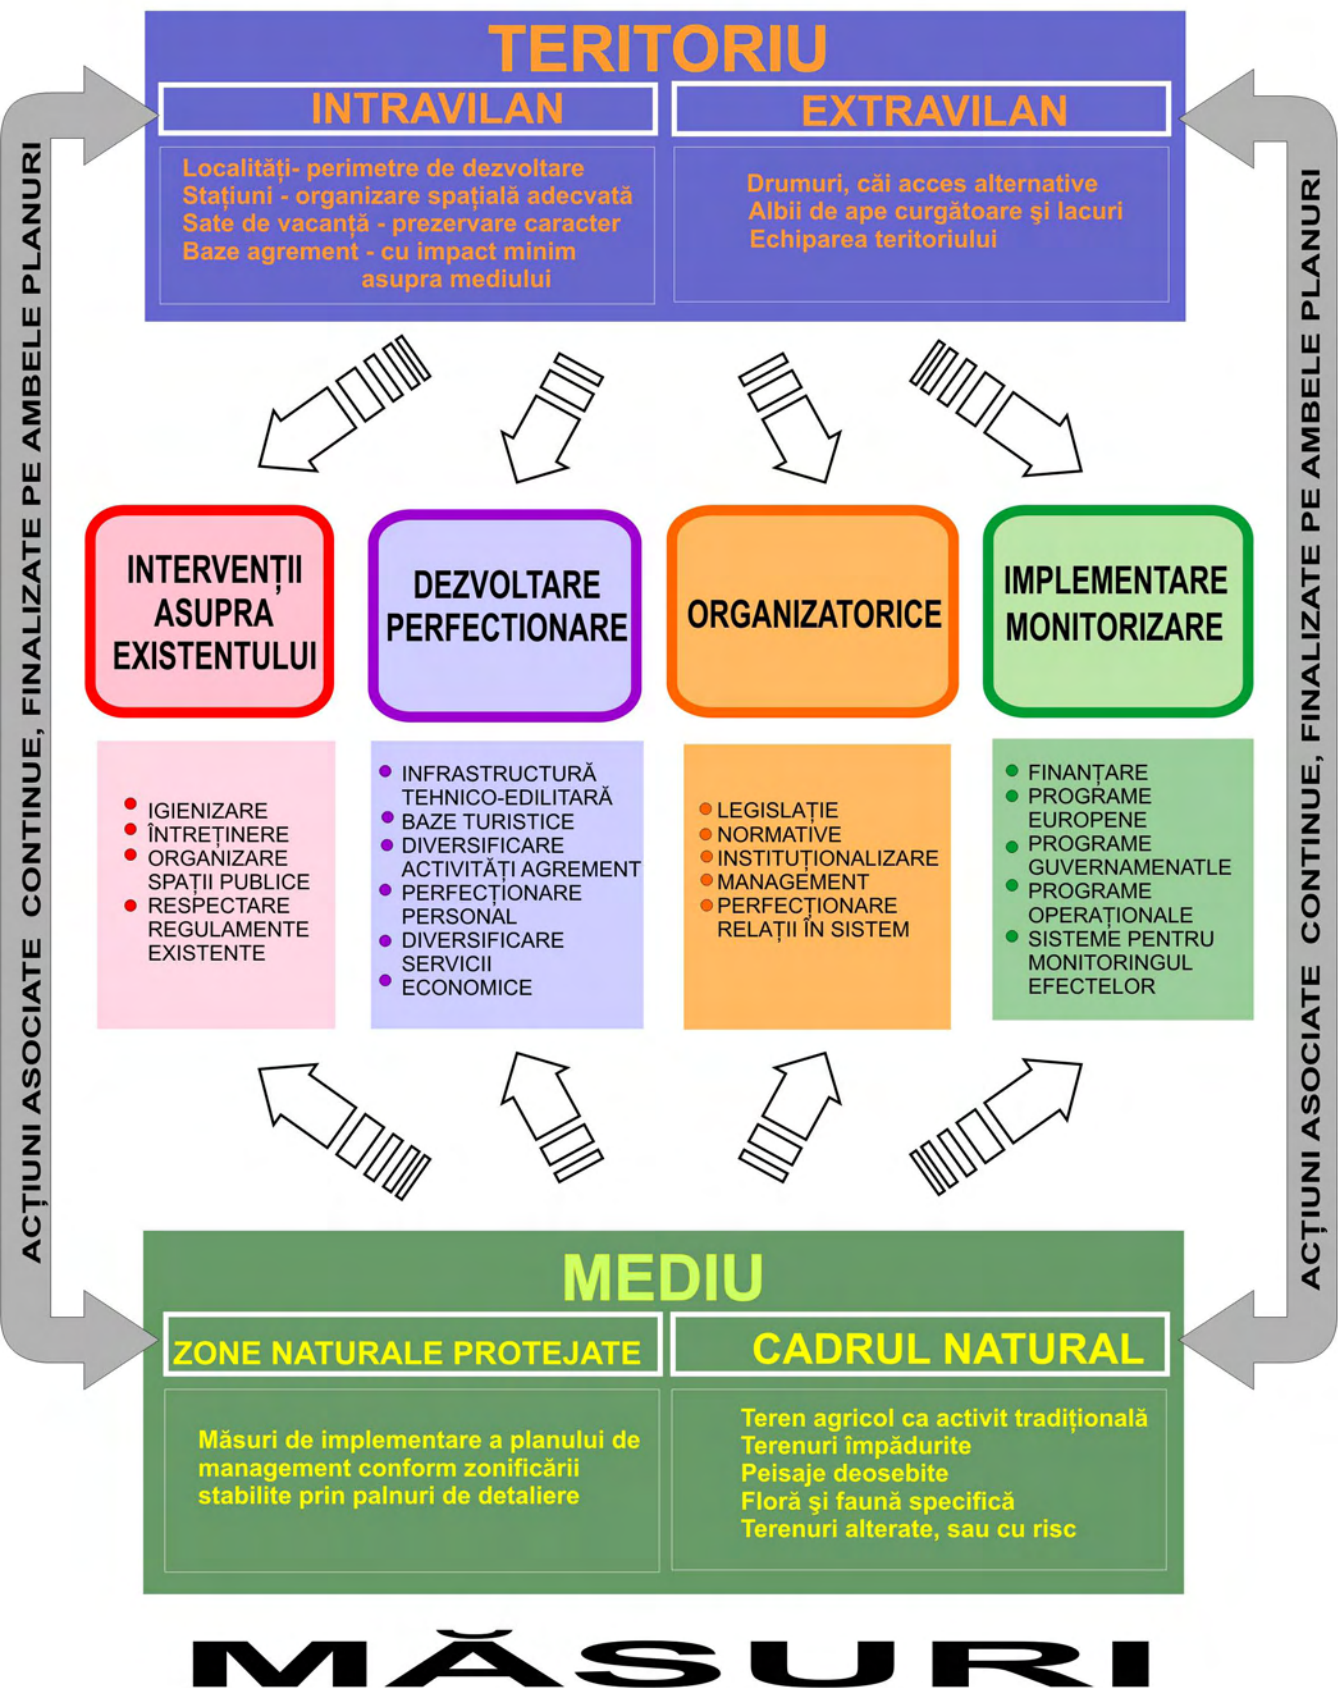 TERITORIU
INTRAVILAN
Localități- perimetre de dezvoltare
Stațiuni - organizare spațială adecvată
Sate de vacanță - prezervare caracter
Baze agrement - cu impact minim
asupra mediului
EXTRAVILAN
Drumuri, căi acces alternative
Albii de ape curgătoare şi lacuri
Echiparea teritoriului
ACȚIUNI ASOCIATE CONTINUE, FINALIZATE PE AMBELE PLANURI
INTERVENȚII
ASUPRA
EXISTENTULUI
IGIENIZARE
ÎNTREȚINERE
ORGANIZARE
SPAȚII PUBLICE
RESPECTARE
REGULAMENTE
EXISTENTE
DEZVOLTARE
PERFECTIONARE
INFRASTRUCTURĂ
TEHNICO-EDILITARĂ
BAZE TURISTICE
DIVERSIFICARE
ACTIVITĂȚI AGREMENT
PERFECȚIONARE
PERSONAL
DIVERSIFICARE
SERVICII
ECONOMICE
ORGANIZATORICE
LEGISLAȚIE
NORMATIVE
INSTITUȚIONALIZARE
MANAGEMENT
PERFECȚIONARE
RELAȚII ÎN SISTEM
IMPLEMENTARE
MONITORIZARE
FINANȚARE
PROGRAME
EUROPENE
PROGRAME
GUVERNAMENATLE
PROGRAME
OPERAȚIONALE
SISTEME PENTRU
MONITORINGUL
EFECTELOR
ACȚIUNI ASOCIATE CONTINUE, FINALIZATE PE AMBELE PLANURI
MEDIU
ZONE NATURALE PROTEJATE
Măsuri de implementare a planului de
management conform zonificării
stabilite prin palnuri de detaliere
CADRUL NATURAL
Teren agricol ca activit tradițională
Terenuri împădurite
Peisaje deosebite
Floră şi faună specifică
Terenuri alterate, sau cu risc
MĂSURI